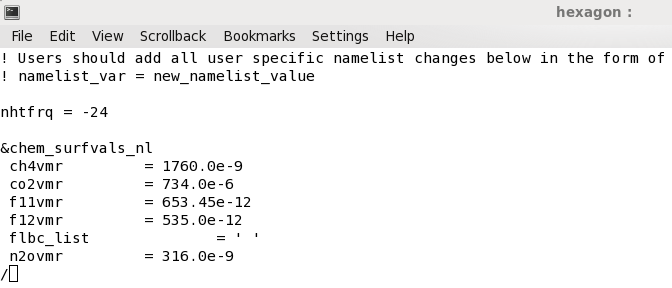 hexagon :
File Edit View Scrollback Bookmarks Settings Help
! Users should add all user specific namelist changes below in the form of
! namelist_var = new_namelist_value
nhtfrq = -24
&chem_surfvals_nl
ch4vmr = 1760.0e-9
co2vmr = 734.0e-6
f11vmr = 653.45e-12
f12vmr = 535.0e-12
flbc_list = ' '
n2ovmr = 316.0e-9
/